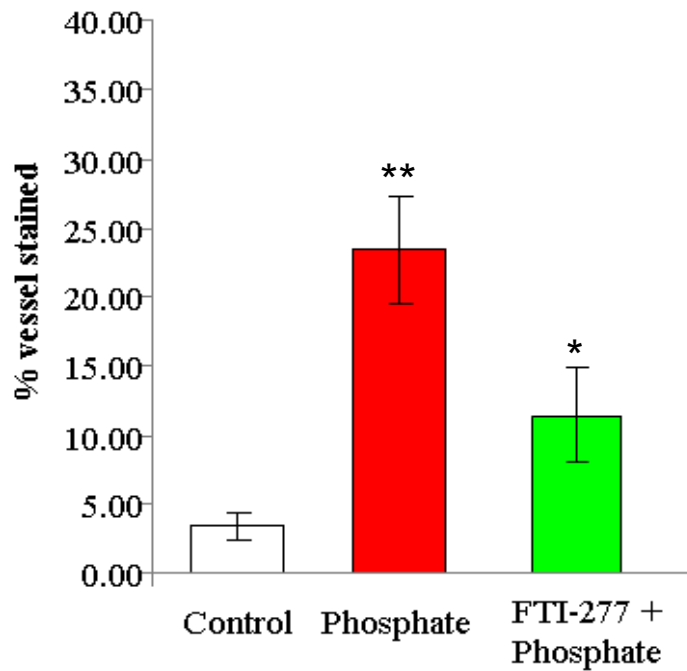 40.00
35.00
30.00
25.00
20.00
15.00
10.00
5.00
0.00
% vessel stained
**
*
Control
Phosphate
FTI-277 +
Phosphate